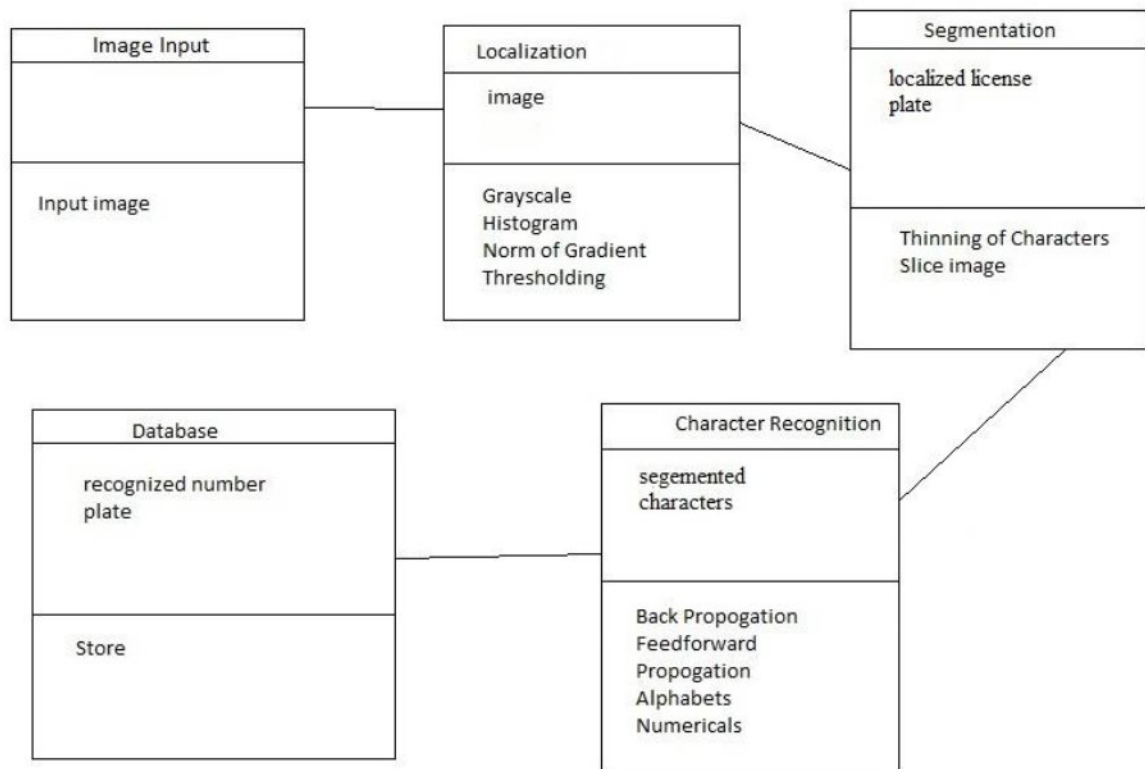 Image Input
Input image
Localization
image
Grayscale
Histogram
Norm of Gradient
Thresholding
Segmentation
localized license
plate
Thinning of Characters
Slice image
Database
recognized number
plate
Store
Character Recognition
segemented
characters
Back Propogation
Feedforward
Propogation
Alphabets
Numericals